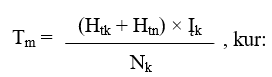 Tm = (Htk + Htn) × Įk / Nk , kur: